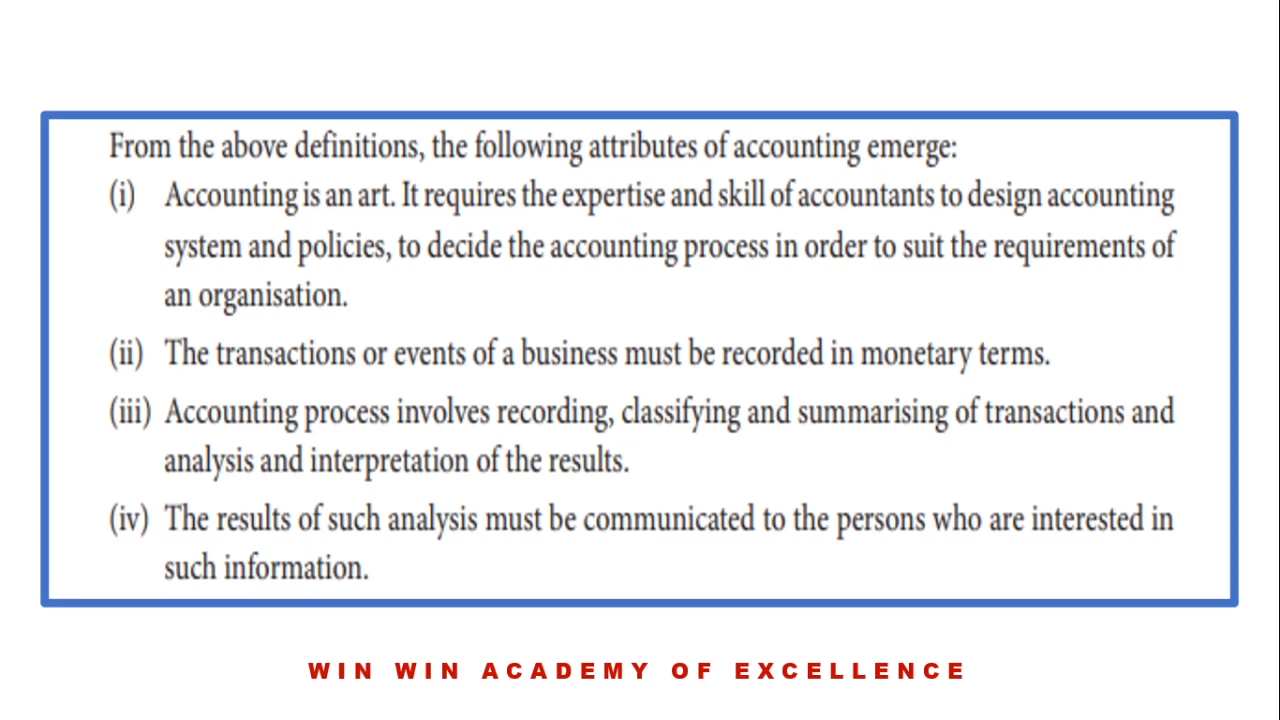 From the above definitions, the following attributes of accounting emerge:
(i) Accounting is an art. It requires the expertise and skill of accountants to design accounting
system and policies, to decide the accounting process in order to suit the requirements of
an organisation.
(ii) The transactions or events of a business must be recorded in monetary terms.
(iii) Accounting process involves recording, classifying and summarising of transactions and
analysis and interpretation of the results.
(iv) The results of such analysis must be communicated to the persons who are interested in
such information.
WIN WIN ACADEMY OF EXCELLENCE